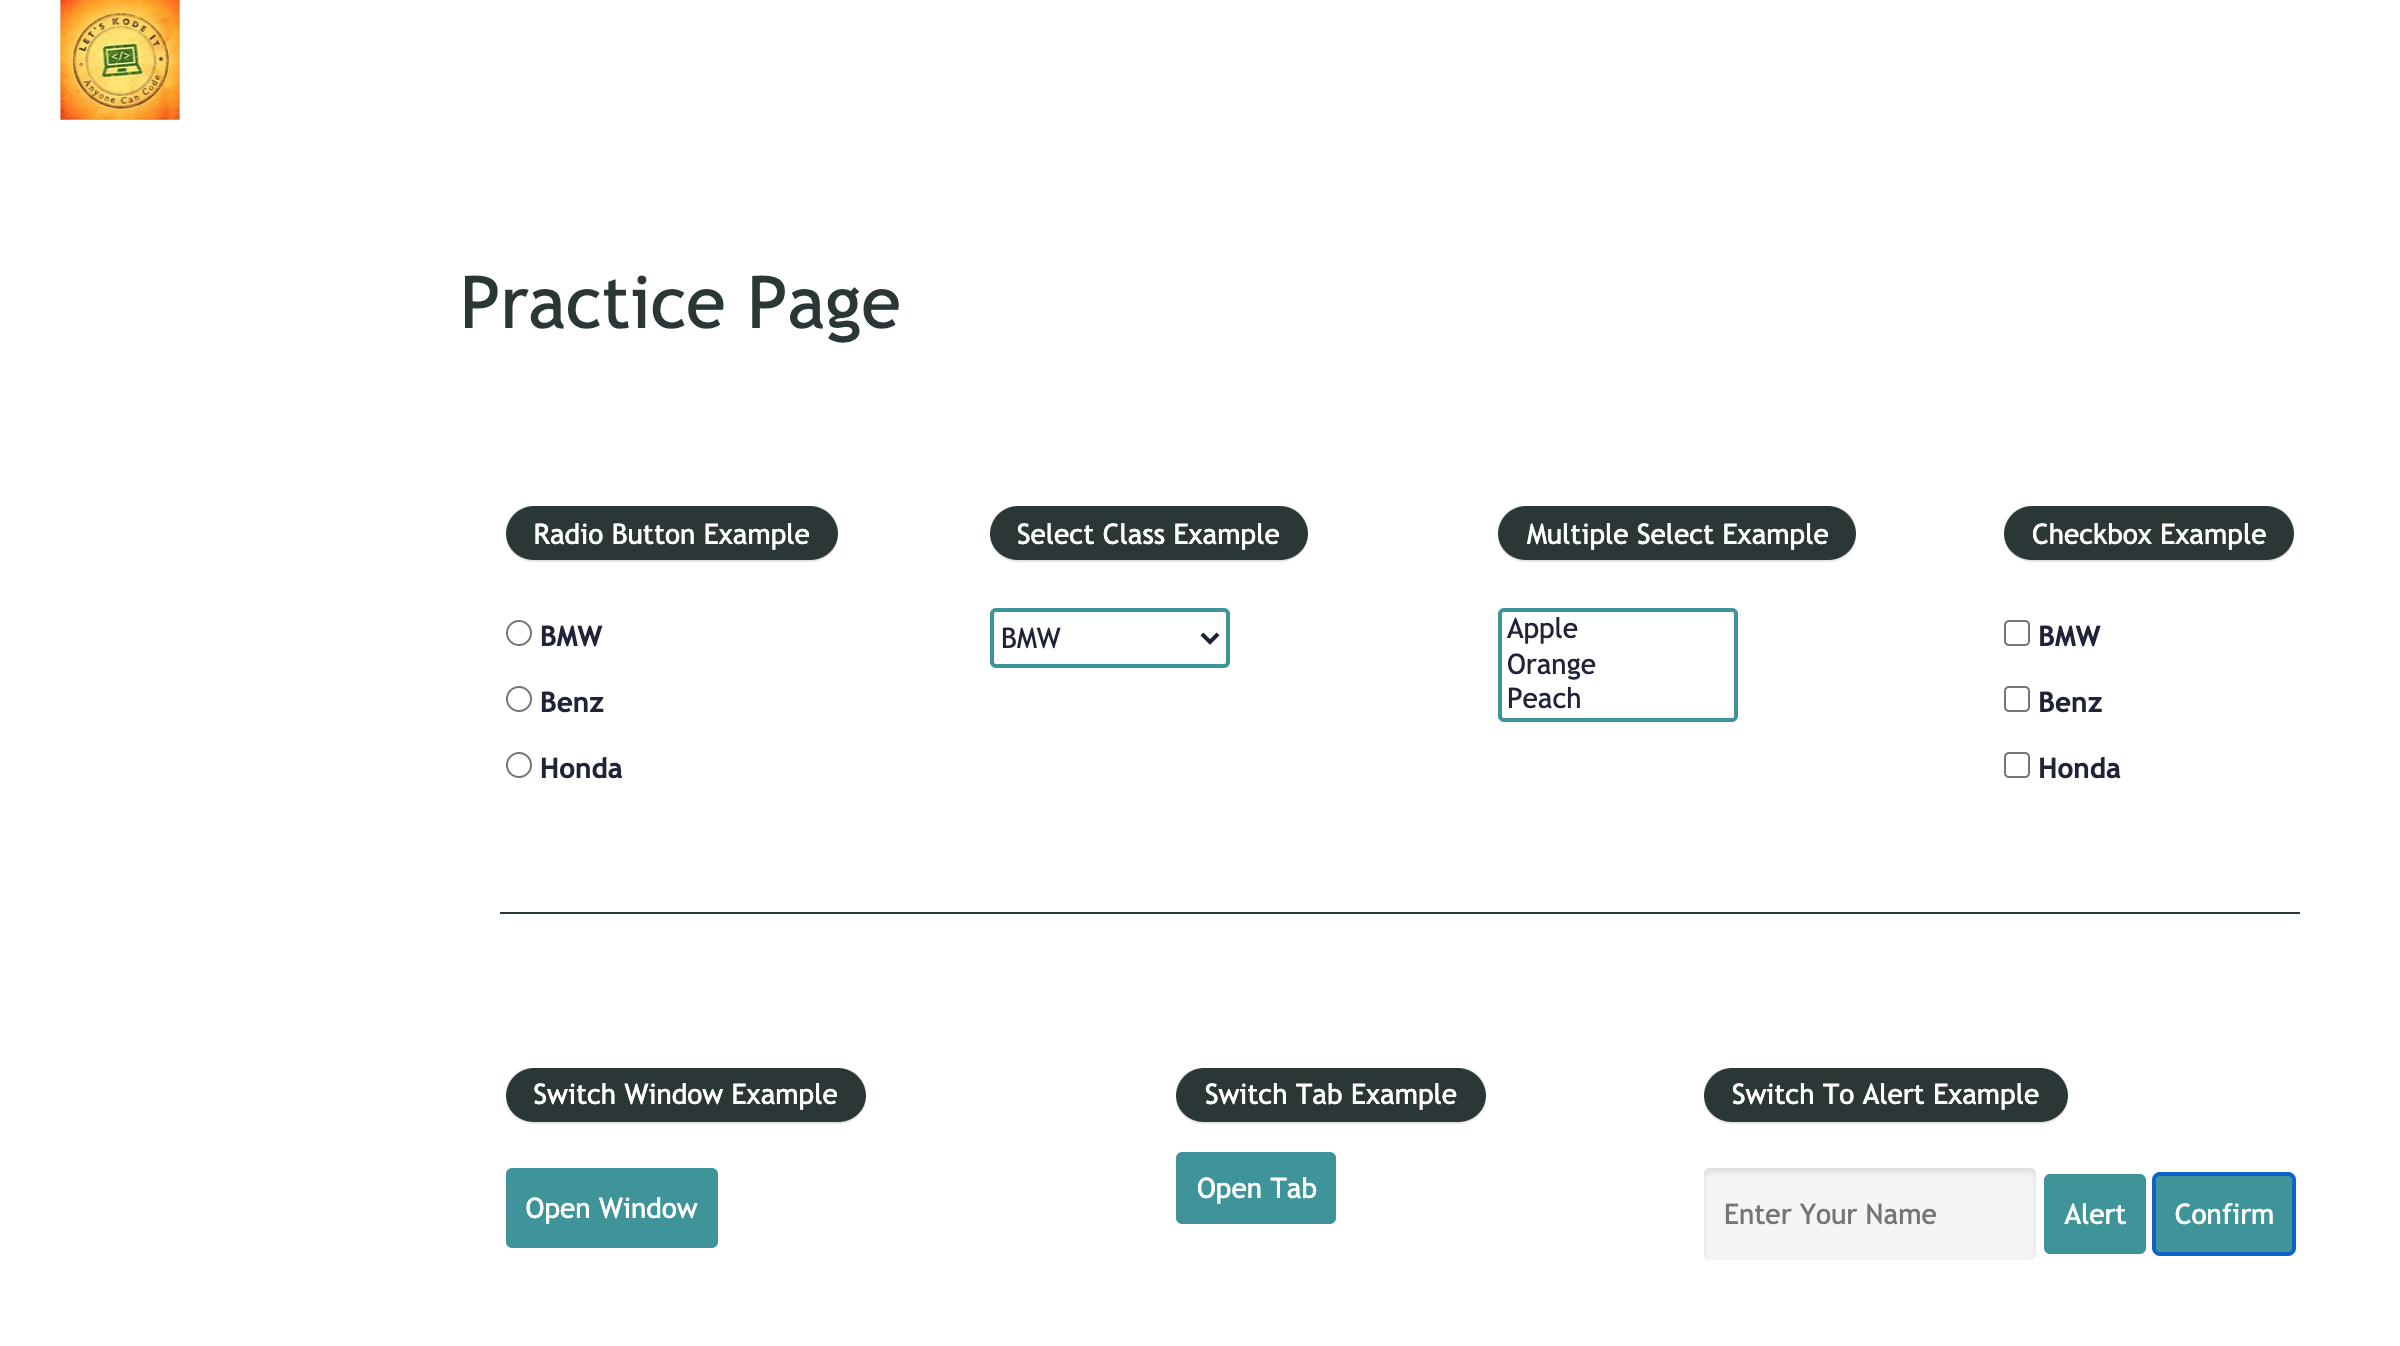 LET'S KODE IT
</>
Anyone Can Code
Practice Page
Radio Button Example
Select Class Example
Multiple Select Example
Checkbox Example
BMW
Benz
Honda
BMW
Apple
Orange
Peach
BMW
Benz
Honda
Switch Window Example
Switch Tab Example
Switch To Alert Example
Open Window
Open Tab
Enter Your Name
Alert
Confirm